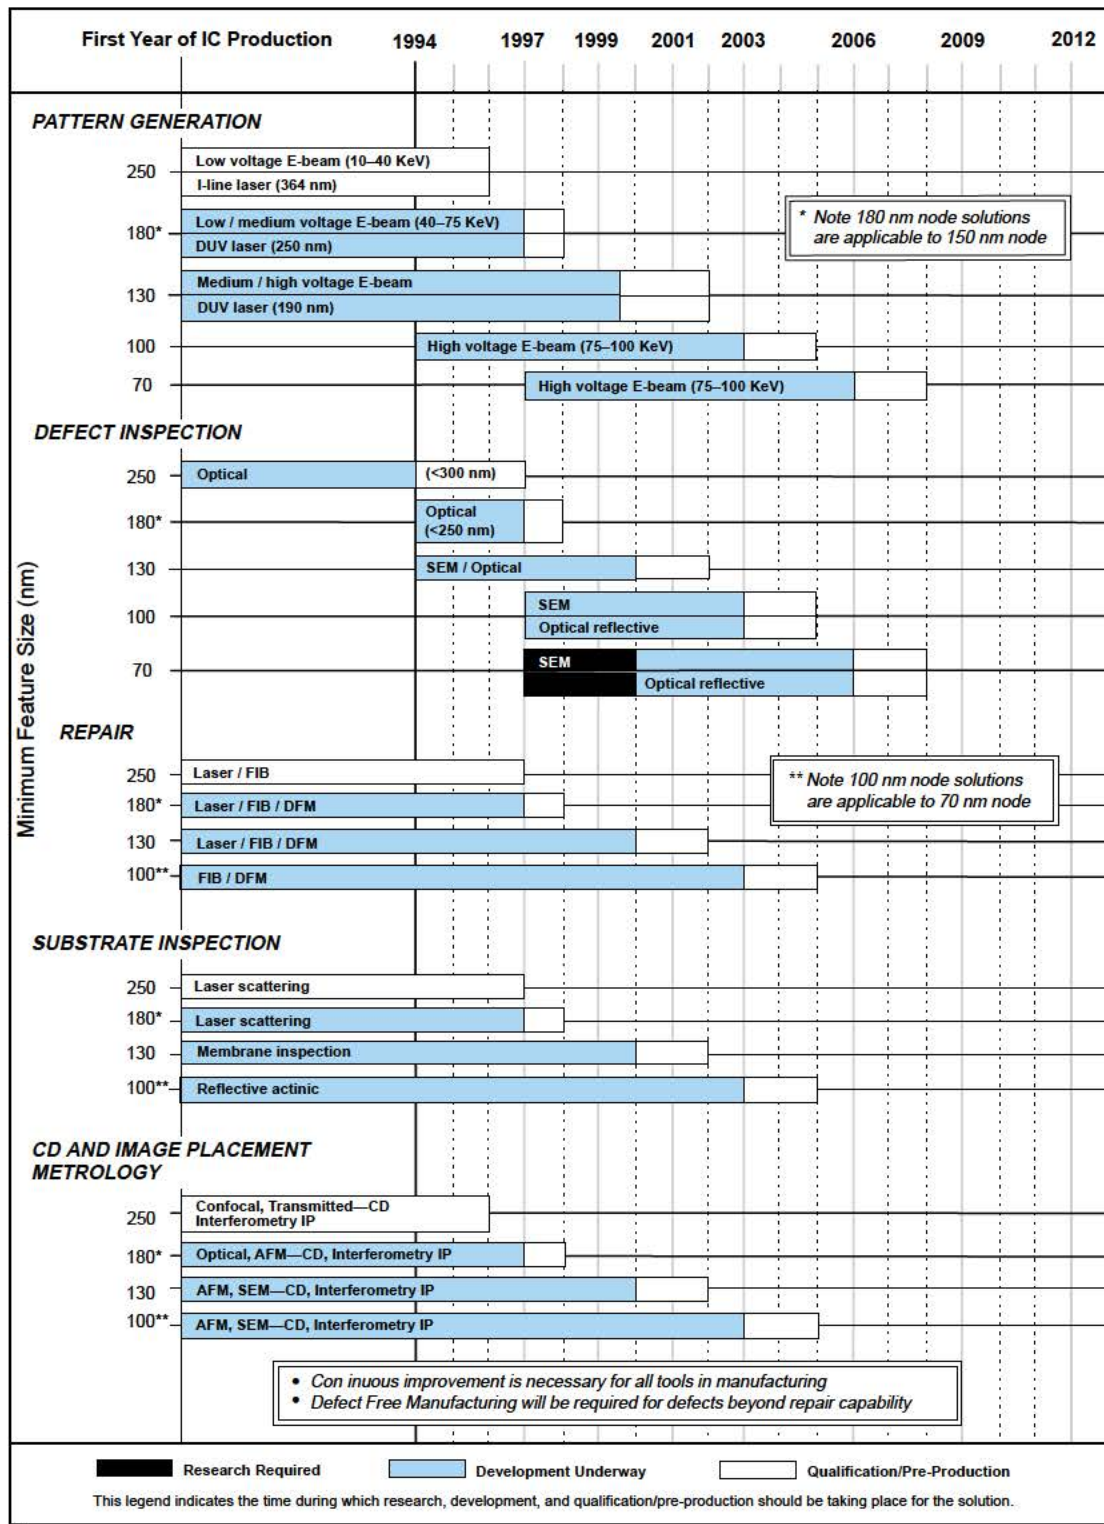 First Year of IC Production 1994 1997 1999 2001 2003 2006 2009 2012
Minimum Feature Size (nm)
PATTERN GENERATION
250
Low voltage E-beam (10–40 KeV)
I-line laser (364 nm)
180*
Low / medium voltage E-beam (40–75 KeV)
DUV laser (250 nm)
* Note 180 nm node solutions
are applicable to 150 nm node
130
Medium / high voltage E-beam
DUV laser (190 nm)
100
High voltage E-beam (75–100 KeV)
70
High voltage E-beam (75–100 KeV)
DEFECT INSPECTION
250
Optical (<300 nm)
180*
Optical
(<250 nm)
130
SEM / Optical
100
SEM
Optical reflective
70
SEM
Optical reflective
REPAIR
250
Laser / FIB
** Note 100 nm node solutions
are applicable to 70 nm node
180*
Laser / FIB / DFM
130
Laser / FIB / DFM
100**
FIB / DFM
SUBSTRATE INSPECTION
250
Laser scattering
180*
Laser scattering
130
Membrane inspection
100**
Reflective actinic
CD AND IMAGE PLACEMENT
METROLOGY
250
Confocal, Transmitted—CD
Interferometry IP
180*
Optical, AFM—CD, Interferometry IP
130
AFM, SEM—CD, Interferometry IP
100**
AFM, SEM—CD, Interferometry IP
• Con inuous improvement is necessary for all tools in manufacturing
• Defect Free Manufacturing will be required for defects beyond repair capability
Research Required Development Underway Qualification/Pre-Production
This legend indicates the time during which research, development, and qualification/pre-production should be taking place for the solution.